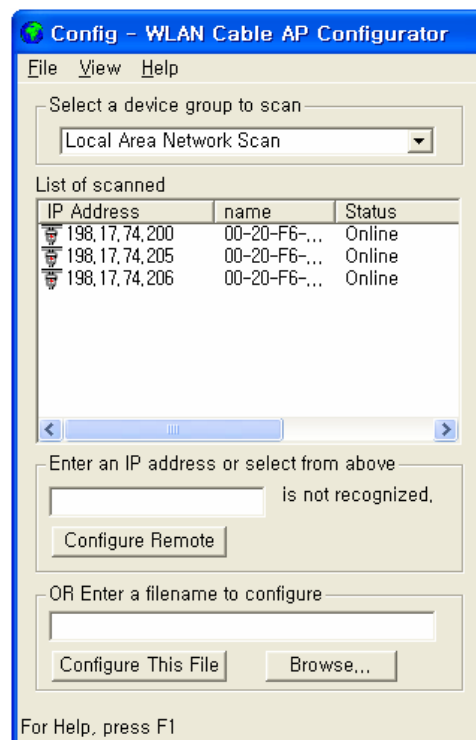 Config - WLAN Cable AP Configurator
File View Help
Select a device group to scan
Local Area Network Scan
List of scanned
IP Address name Status
198,17,74,200 00-20-F6-... Online
198,17,74,205 00-20-F6-... Online
198,17,74,206 00-20-F6-... Online
Enter an IP address or select from above
is not recognized,
Configure Remote
OR Enter a filename to configure
Configure This File Browse,,,
For Help, press F1